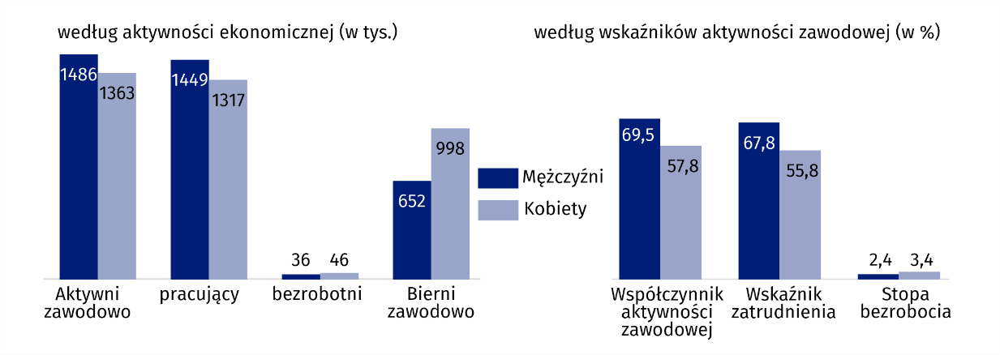 według aktywności ekonomicznej (w tys.)
1486
1363
1449
1317
36
46
652
998
Aktywni
zawodowo
pracujący
bezrobotni
Bierni
zawodowo
Mężczyźni
Kobiety
według wskaźników aktywności zawodowej (w %)
69,5
57,8
67,8
55,8
2,4
3,4
Współczynnik
aktywności
zawodowej
Wskaźnik
zatrudnienia
Stopa
bezrobocia